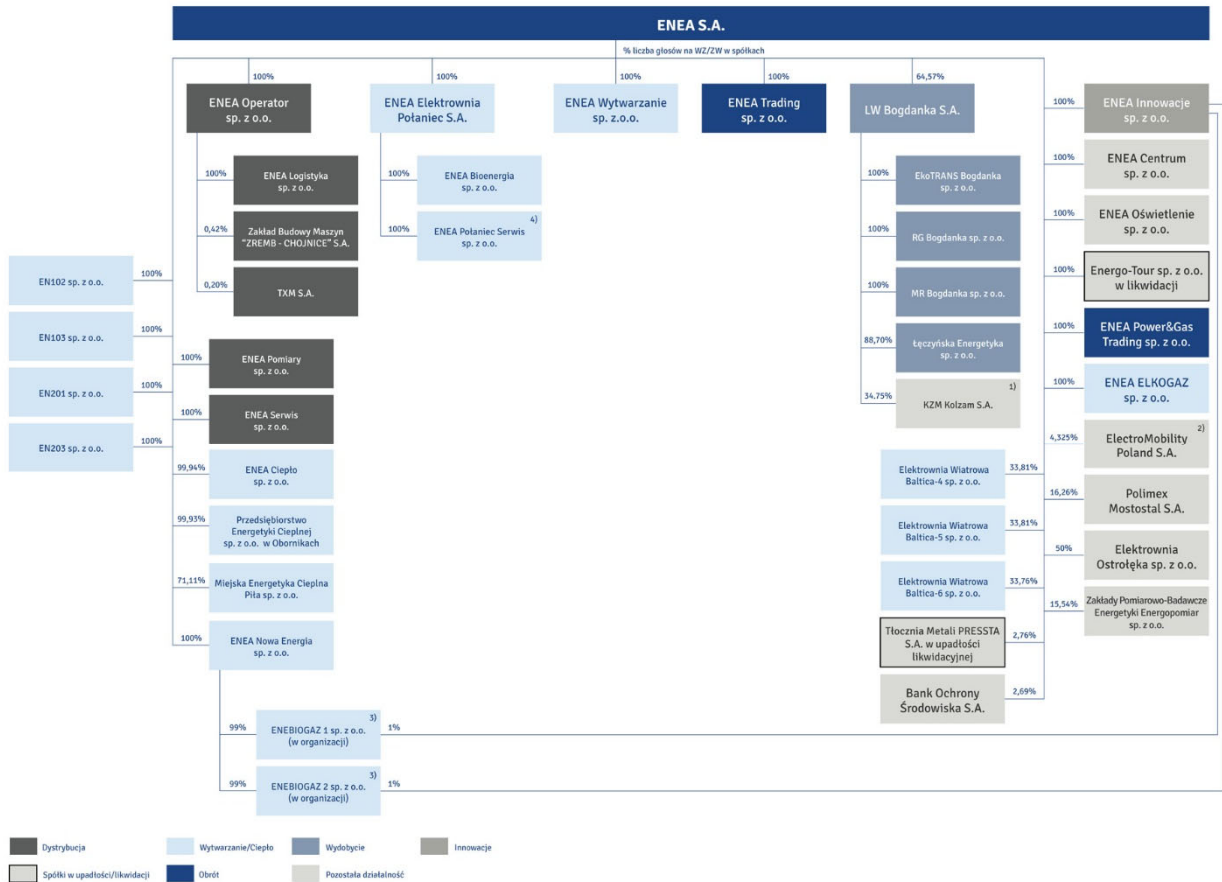 ENEA S.A.
% liczba głosów na WZ/ZW w spółkach
100%
ENEA Operator
sp. z o.o.
100%
ENEA Elektrownia
Połaniec S.A.
100%
ENEA Wytwarzanie
sp. z.o.o.
100%
ENEA Trading
sp. z o.o.
64,57%
LW Bogdanka S.A.
100%
ENEA Innowacje
sp. z o.o.
100%
ENEA Logistyka
sp. z o.o.
0,42%
Zakład Budowy Maszyn
"ZREMB - CHOJNICE" S.A.
0,20%
TXM S.A.
100%
ENEA Bioenergia
sp. z o.o.
100%
ENEA Połaniec Serwis
sp. z o.o.
4)
100%
EkoTRANS Bogdanka
sp. z o.o.
100%
RG Bogdanka sp. z o.o.
100%
MR Bogdanka sp. z o.o.
88,70%
Łęczyńska Energetyka
sp. z o.o.
34,75%
KZM Kolzam S.A.
1)
100%
ENEA Centrum
sp. z o.o.
100%
ENEA Oświetlenie
sp. z o.o.
100%
Energo-Tour sp. z o.o.
w likwidacji
100%
ENEA Power&Gas
Trading sp. z o.o.
100%
ENEA ELKOGAZ
sp. z o.o.
4,325%
ElectroMobility
Poland S.A.
2)
16,26%
Polimex
Mostostal S.A.
50%
Elektrownia
Ostrołęka sp. z o.o.
15,54%
Zakłady Pomiarowo-Badawcze
Energetyki Energopomiar
sp. z o.o.
EN102 sp. z o.o.
100%
EN103 sp. z o.o.
100%
EN201 sp. z o.o.
100%
EN203 sp. z o.o.
100%
100%
ENEA Pomiary
sp. z o.o.
100%
ENEA Serwis
sp. z o.o.
99,94%
ENEA Ciepło
sp. z o.o.
99,93%
Przedsiębiorstwo
Energetyki Cieplnej
sp. z o.o. w Obornikach
71,11%
Miejska Energetyka Cieplna
Piła sp. z o.o.
100%
ENEA Nowa Energia
sp. z o.o.
Elektrownia Wiatrowa
Baltica-4 sp. z o.o.
33,81%
Elektrownia Wiatrowa
Baltica-5 sp. z o.o.
33,81%
Elektrownia Wiatrowa
Baltica-6 sp. z o.o.
33,76%
Tłocznia Metali PRESSTA
S.A. w upadłości
likwidacyjnej
2,76%
Bank Ochrony
Środowiska S.A.
2,69%
99%
ENEBIOGAZ 1 sp. z o.o.
(w organizacji)
3)
1%
99%
ENEBIOGAZ 2 sp. z o.o.
(w organizacji)
3)
1%
Dystrybucja
Wytwarzanie/Ciepło
Wydobycie
Innowacje
Spółki w upadłości/likwidacji
Obrót
Pozostała działalność